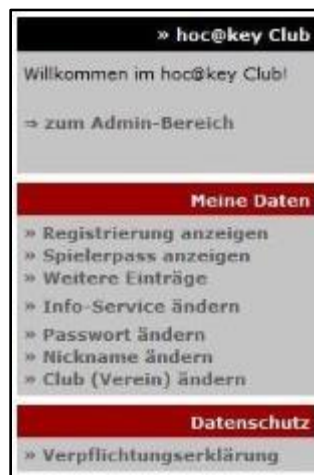 » hoc@key Club
Willkommen im hoc@key Club!
⇒ zum Admin-Bereich
Meine Daten
» Registrierung anzeigen
» Spielerpass anzeigen
» Weitere Einträge
» Info-Service ändern
» Passwort ändern
» Nickname ändern
» Club (Verein) ändern
Datenschutz
» Verpflichtungserklärung